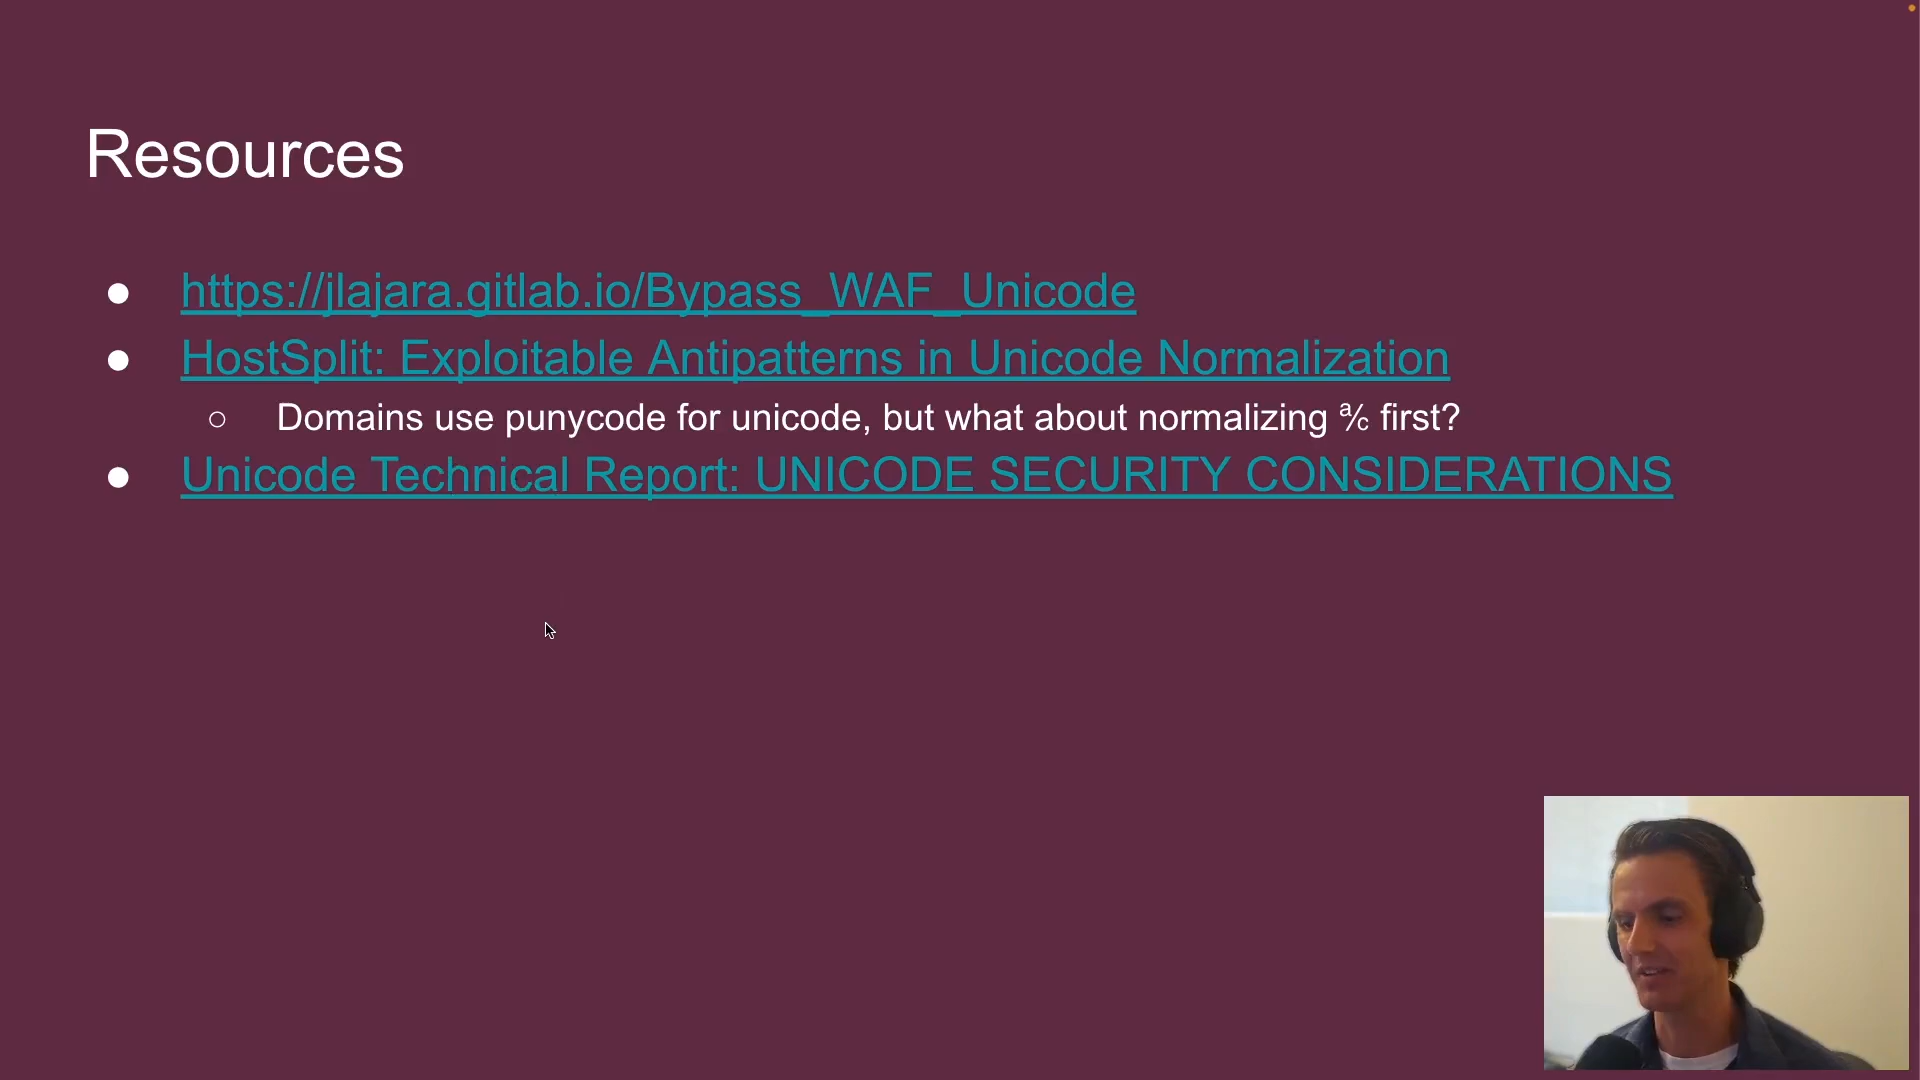 Resources
https://jlajara.gitlab.io/Bypass_WAF_Unicode
HostSplit: Exploitable Antipatterns in Unicode Normalization
Domains use punycode for unicode, but what about normalizing ℀ first?
Unicode Technical Report: UNICODE SECURITY CONSIDERATIONS